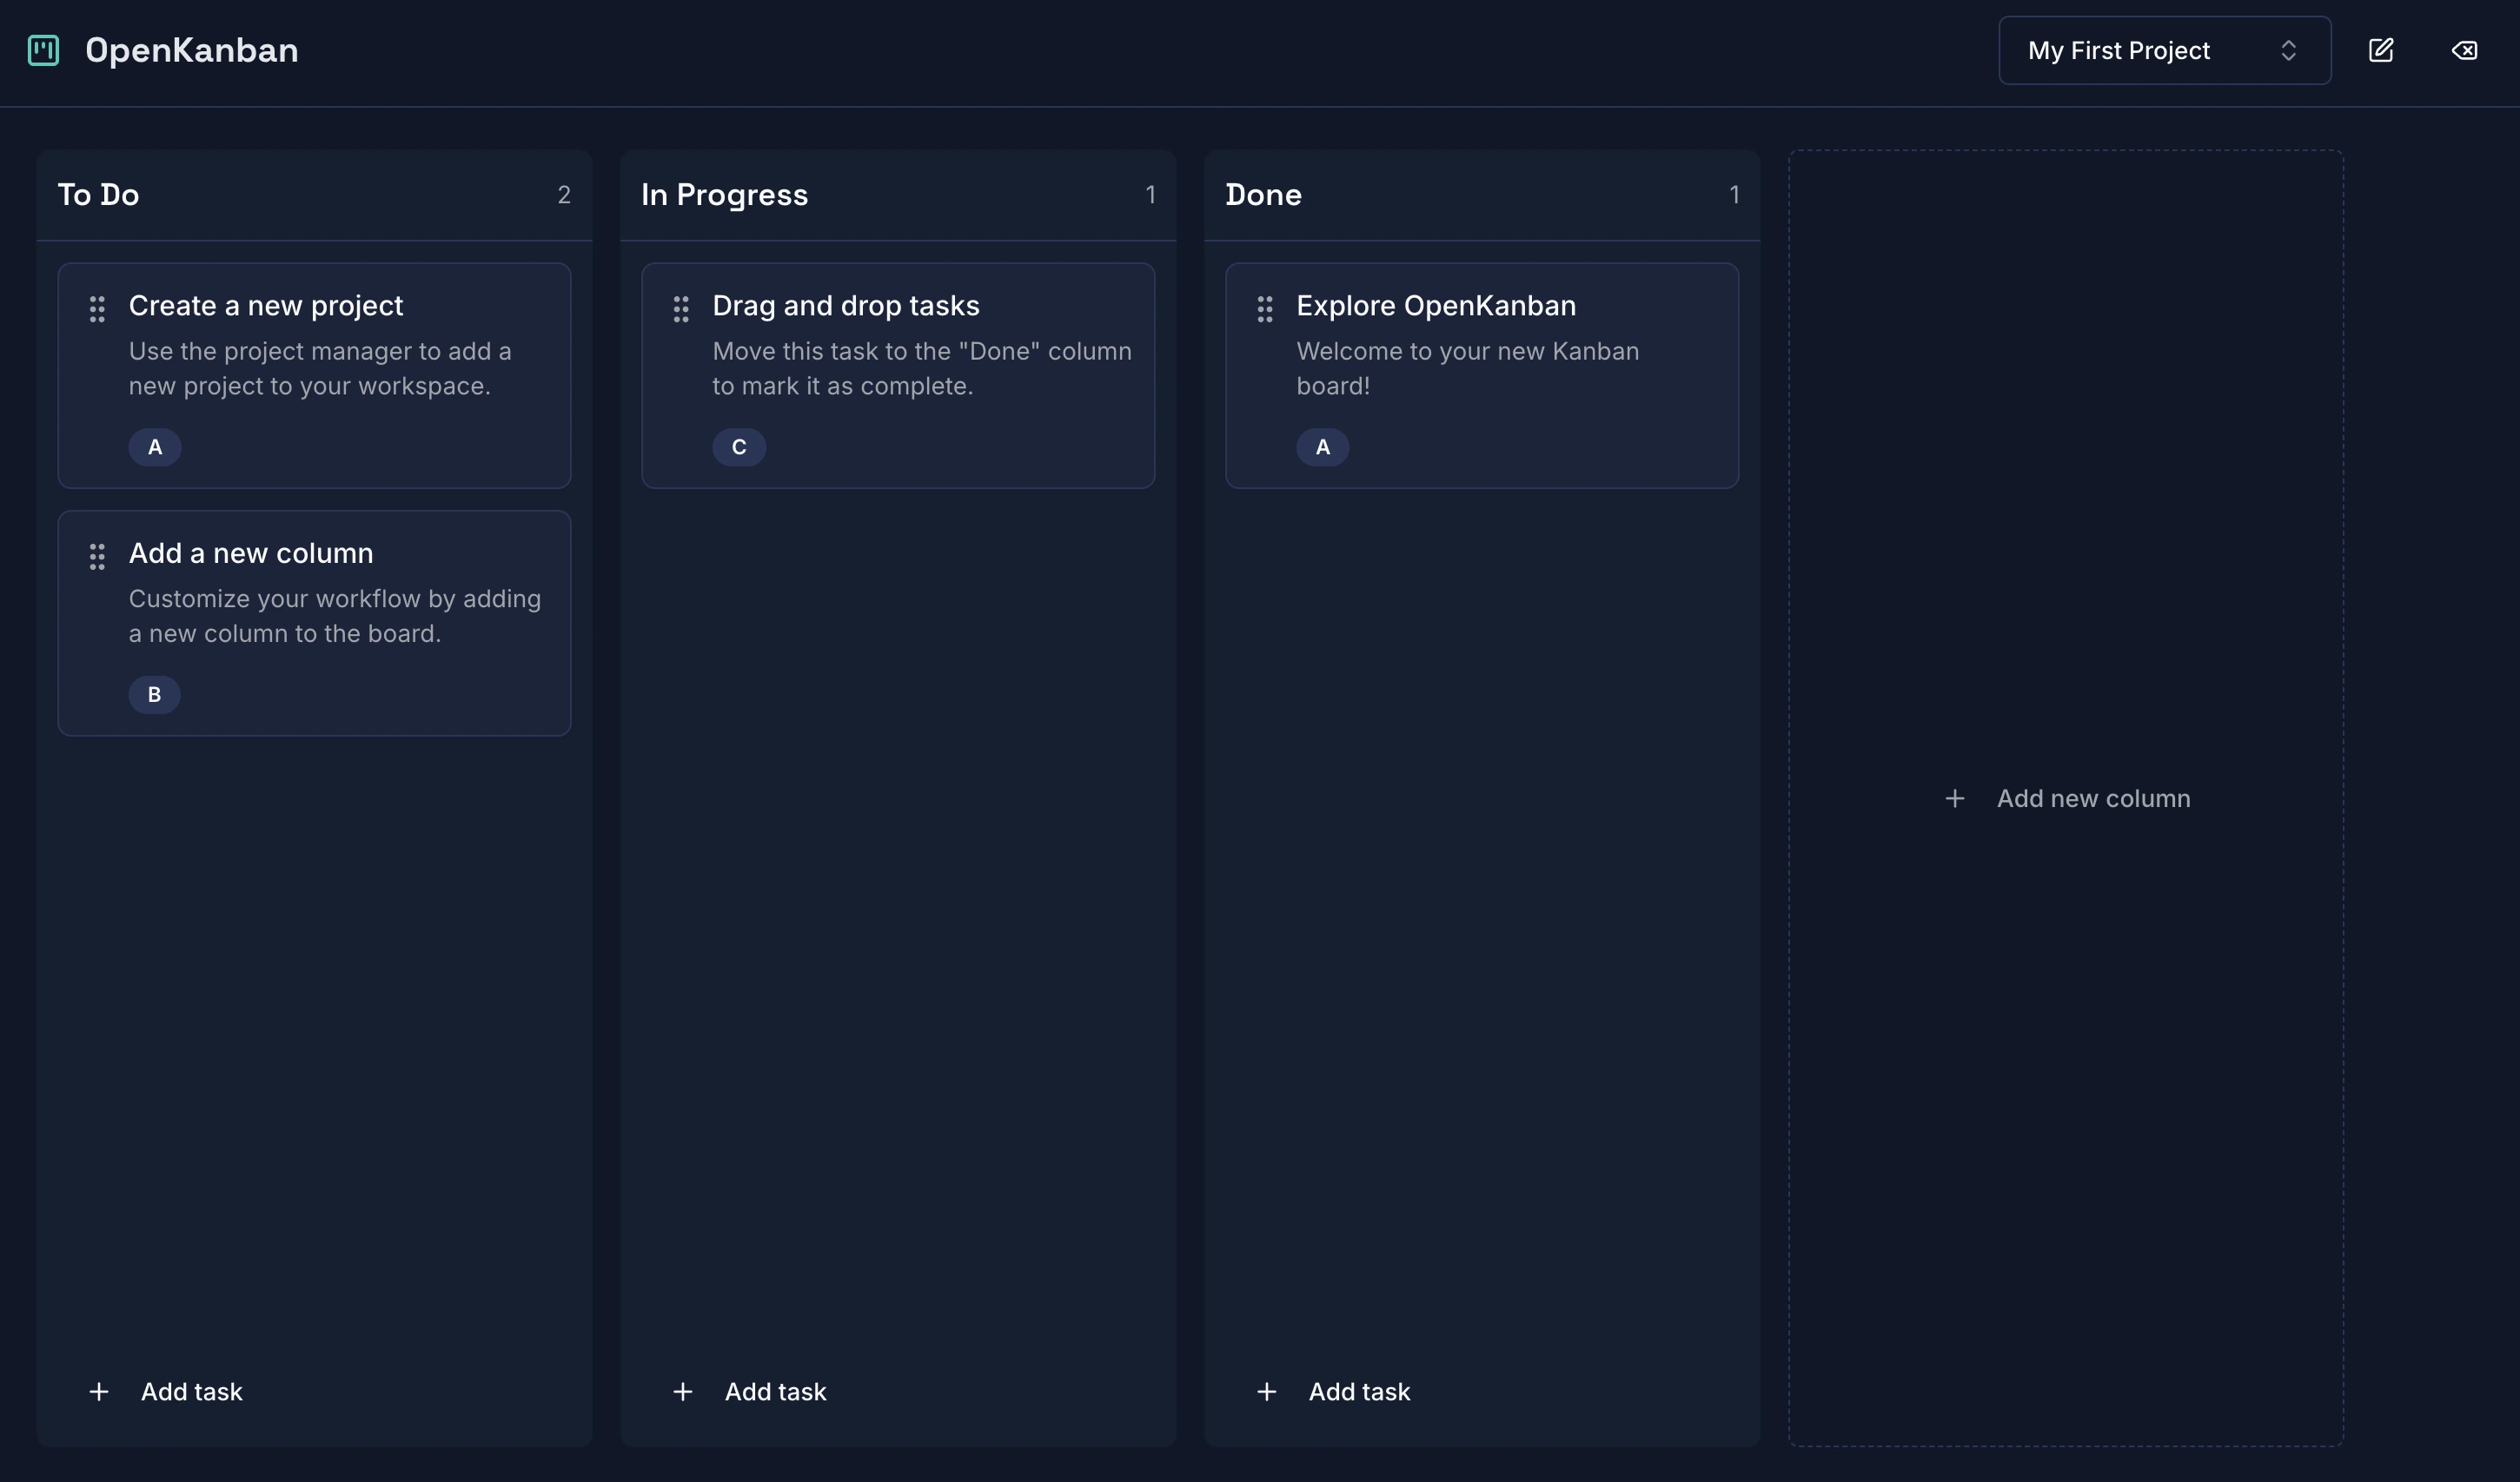 OpenKanban
My First Project
To Do
2
Create a new project
Use the project manager to add a
new project to your workspace.
A
Add a new column
Customize your workflow by adding
a new column to the board.
B
Add task
In Progress
1
Drag and drop tasks
Move this task to the "Done" column
to mark it as complete.
C
Add task
Done
1
Explore OpenKanban
Welcome to your new Kanban
board!
A
Add task
Add new column